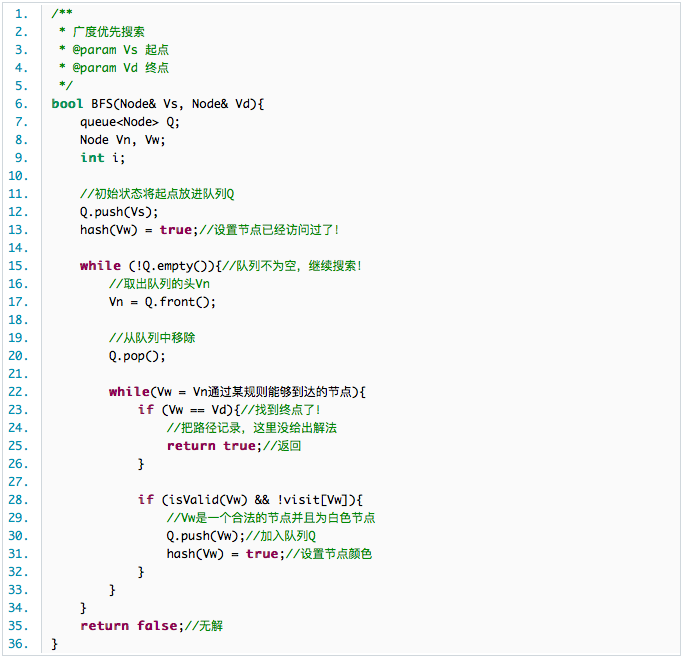 1. /**
2.  * 广度优先搜索
3.  * @param Vs 起点
4.  * @param Vd 终点
5.  */
6. bool BFS(Node& Vs, Node& Vd){
7.     queue<Node> Q;
8.     Node Vn, Vw;
9.     int i;
10.
11.     //初始状态将起点放进队列Q
12.     Q.push(Vs);
13.     hash(Vw) = true;//设置节点已经访问过了!
14.
15.     while (!Q.empty()){//队列不为空，继续搜索!
16.         //取出队列的头Vn
17.         Vn = Q.front();
18.
19.         //从队列中移除
20.         Q.pop();
21.
22.         while(Vw = Vn通过某规则能够到达的节点){
23.             if (Vw == Vd){//找到终点了!
24.                 //把路径记录，这里没给出解法
25.                 return true;//返回
26.             }
27.
28.             if (isValid(Vw) && !visit[Vw]){
29.                 //Vw是一个合法的节点并且为白色节点
30.                 Q.push(Vw);//加入队列Q
31.                 hash(Vw) = true;//设置节点颜色
32.             }
33.         }
34.     }
35.     return false;//无解
36. }